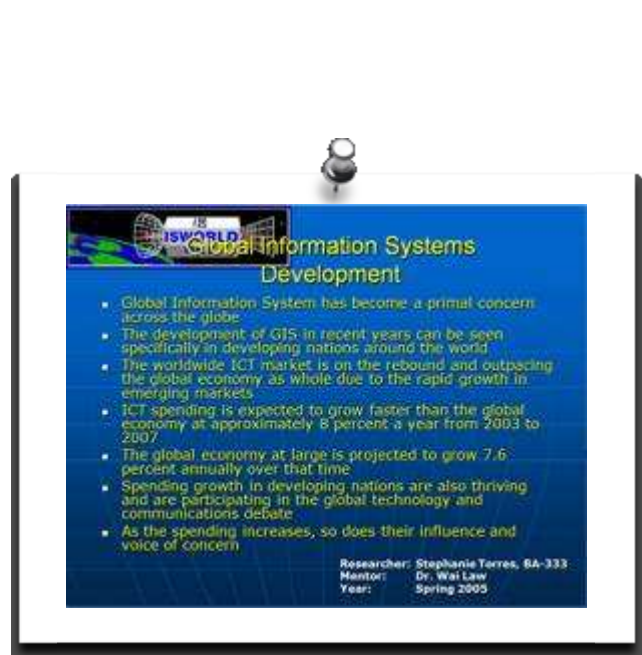 ISWORLD
Global Information Systems
Development
Global Information System has become a primal concern
across the globe
The development of GIS in recent years can be seen
specifically in developing nations around the world
The worldwide ICT market is on the rebound and outpacing
the global economy as whole due to the rapid growth in
emerging markets
ICT spending is expected to grow faster than the global
economy at approximately 8 percent a year from 2003 to
2007
The global economy at large is projected to grow 7.6
percent annually over that time
Spending growth in developing nations are also thriving
and are participating in the global technology and
communications debate
As the spending increases, so does their influence and
voice of concern
Researcher: Stephanie Torres, BA-333
Mentor: Dr. Wai Law
Year: Spring 2005